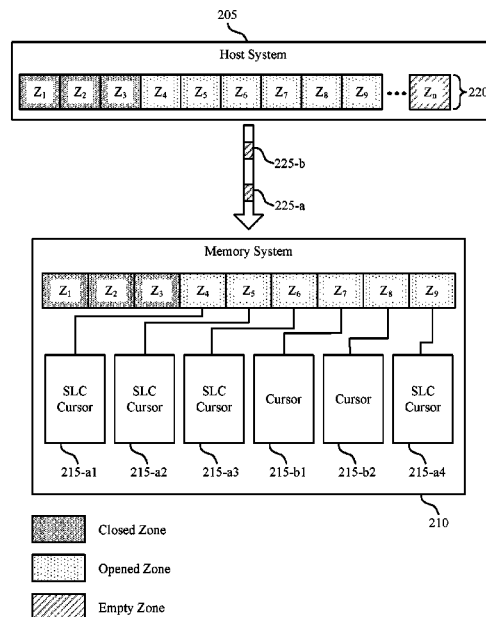 205
Host System
Z1 Z2 Z3 Z4 Z5 Z6 Z7 Z8 Z9 ••• Zn
220
225-b
225-a
Memory System
Z1 Z2 Z3 Z4 Z5 Z6 Z7 Z8 Z9
SLC Cursor
SLC Cursor
SLC Cursor
Cursor
Cursor
SLC Cursor
215-a1 215-a2 215-a3 215-b1 215-b2 215-a4
210
Closed Zone
Opened Zone
Empty Zone